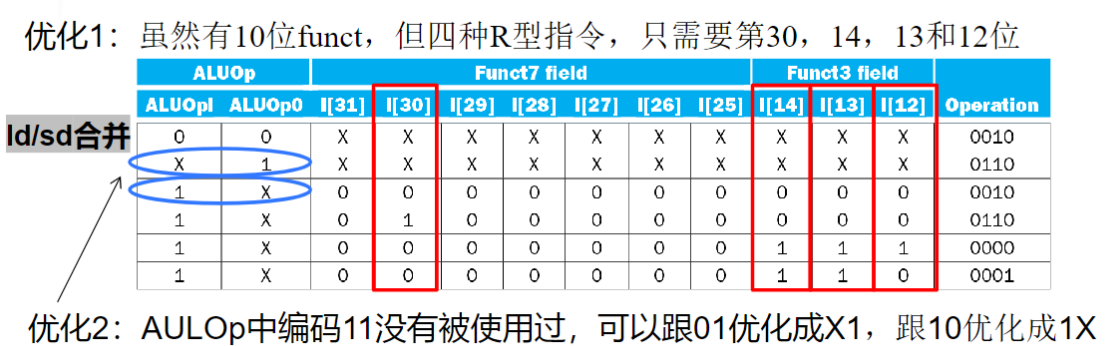 优化1：虽然有10位funct，但四种R型指令，只需要第30，14，13和12位
ALUOp Funct7 field Funct3 field
ALUOpl ALUOp0 I[31] I[30] I[29] I[28] I[27] I[26] I[25] I[14] I[13] I[12] Operation
ld/sd合并 0 0 X X X X X X X X X X 0010
X 1 X X X X X X X X X X 0110
1 X 0 0 0 0 0 0 0 0 0 0 0010
1 X 0 1 0 0 0 0 0 0 0 0 0110
1 X 0 0 0 0 0 0 0 1 1 1 0000
1 X 0 0 0 0 0 0 0 1 1 0 0001
优化2：AULOp中编码11没有被使用过，可以跟01优化成X1，跟10优化成1X